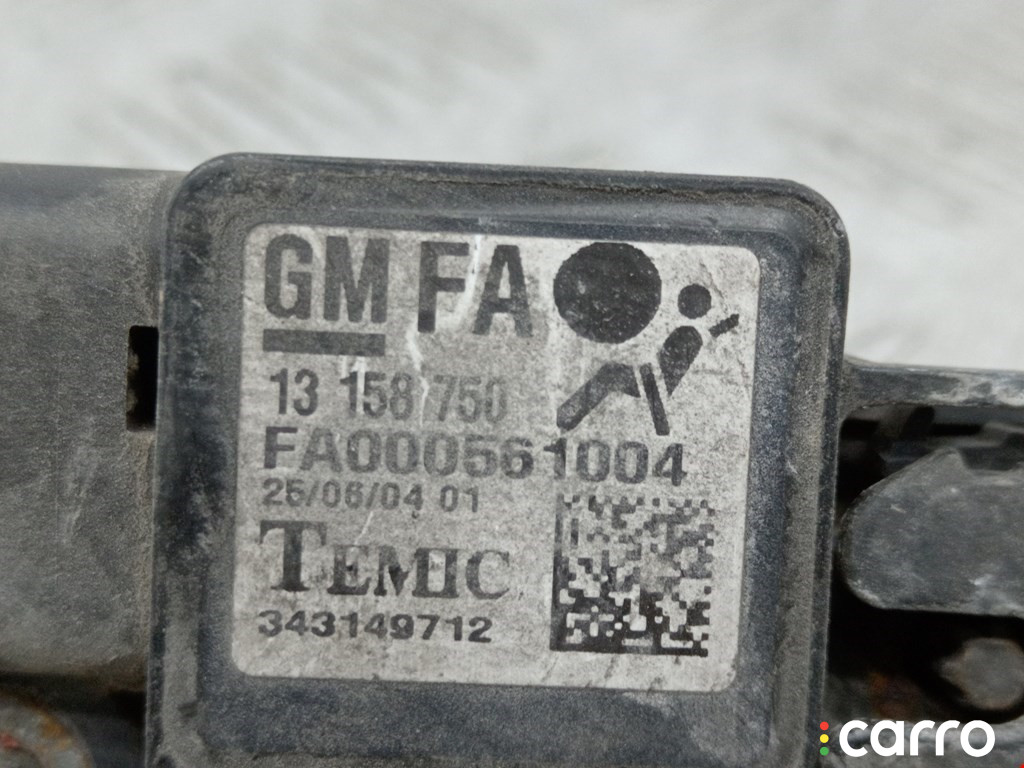 GM FA
13 158 750
FA000561004
25/06/04 01
TEMIC
343149712
carro